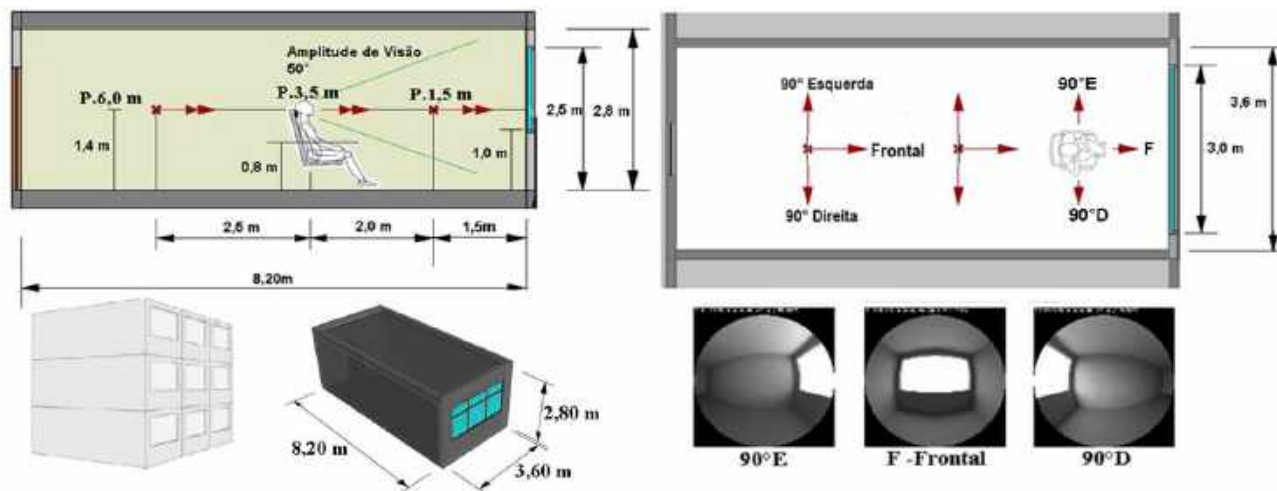 Amplitude de Visão
50°
P.6,0 m
P.3,5 m
P.1,5 m
1,4 m
0,8 m
1,0 m
2,5 m
2,8 m
2,5 m
2,0 m
1,5m
8,20m
90° Esquerda
Frontal
90° Direita
90°E
F
90°D
3,0 m
3,6 m
8,20 m
3,60 m
2,80 m
90°E
F -Frontal
90°D